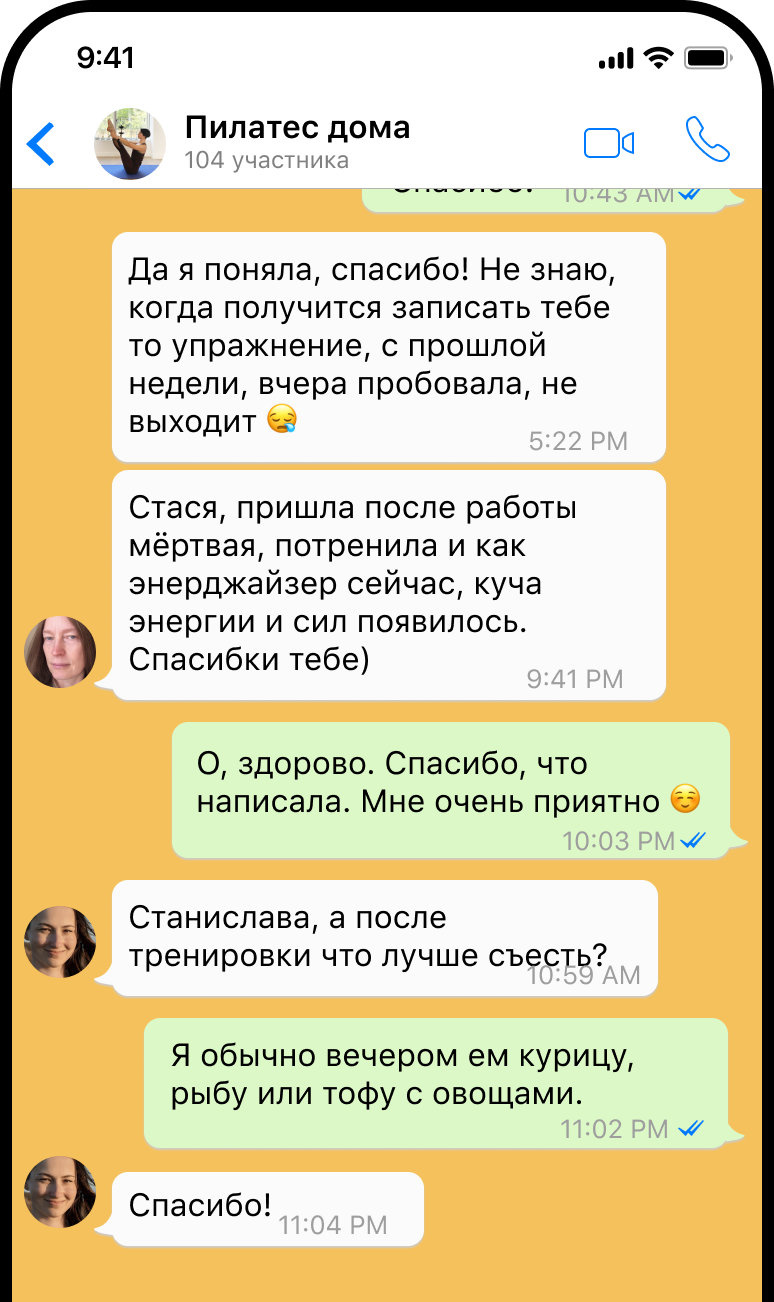 9:41
Пилатес дома
104 участника
Спасибо! 10:43 AM
Да я поняла, спасибо! Не знаю,
когда получится записать тебе
то упражнение, с прошлой
недели, вчера пробовала, не
выходит 😪
5:22 PM
Стася, пришла после работы
мёртвая, потренила и как
энерджайзер сейчас, куча
энергии и сил появилось.
Спасибки тебе)
9:41 PM
О, здорово. Спасибо, что
написала. Мне очень приятно ☺️
10:03 PM
Станислава, а после
тренировки что лучше съесть?
10:59 AM
Я обычно вечером ем курицу,
рыбу или тофу с овощами.
11:02 PM
Спасибо!
11:04 PM